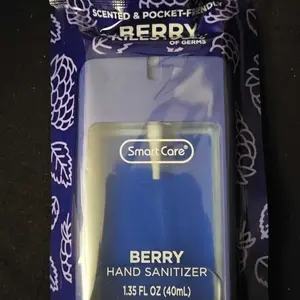 SCENTED & POCKET-FRIENDLY
BERRY
OF GERMS
Smart Care®
BERRY
HAND SANITIZER
1.35 FL OZ (40mL)